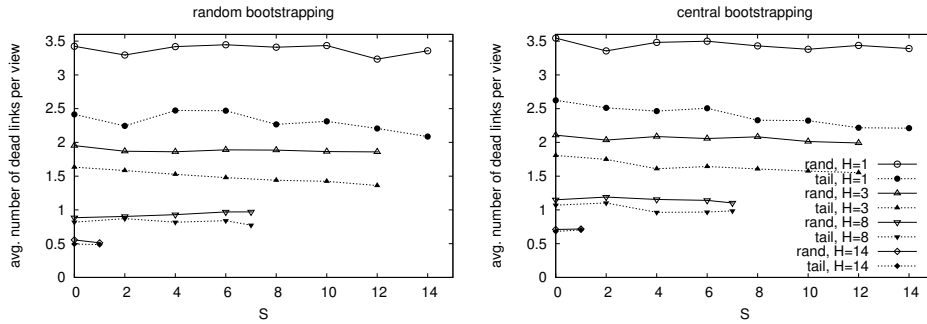 random bootstrapping
avg. number of dead links per view
3.5
3
2.5
2
1.5
1
0.5
0
0 2 4 6 8 10 12 14
S
central bootstrapping
avg. number of dead links per view
3.5
3
2.5
2
1.5
1
0.5
0
rand, H=1
tail, H=1
rand, H=3
tail, H=3
rand, H=8
tail, H=8
rand, H=14
tail, H=14
0 2 4 6 8 10 12 14
S